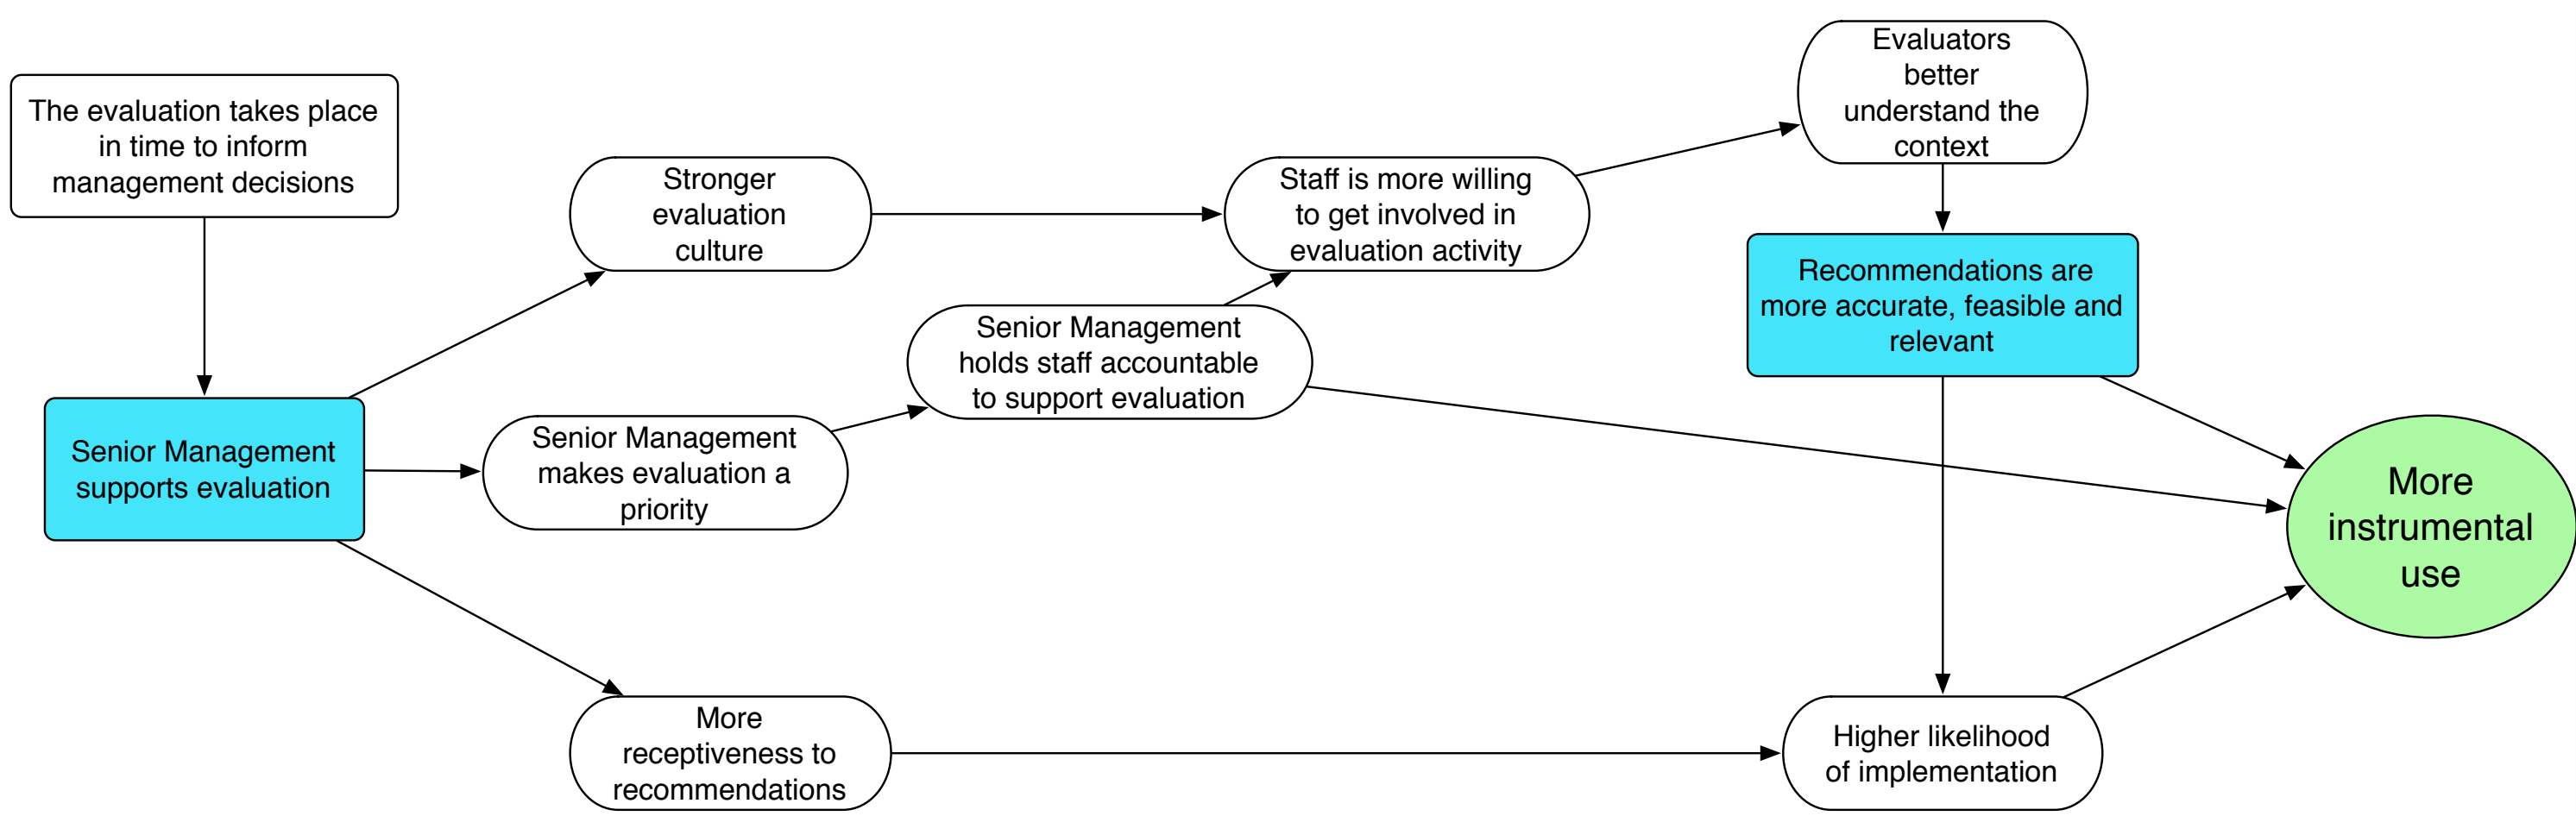 The evaluation takes place
in time to inform
management decisions
Senior Management
supports evaluation
Stronger
evaluation
culture
Senior Management
makes evaluation a
priority
More
receptiveness to
recommendations
Senior Management
holds staff accountable
to support evaluation
Staff is more willing
to get involved in
evaluation activity
Evaluators
better
understand the
context
Recommendations are
more accurate, feasible and
relevant
Higher likelihood
of implementation
More
instrumental
use